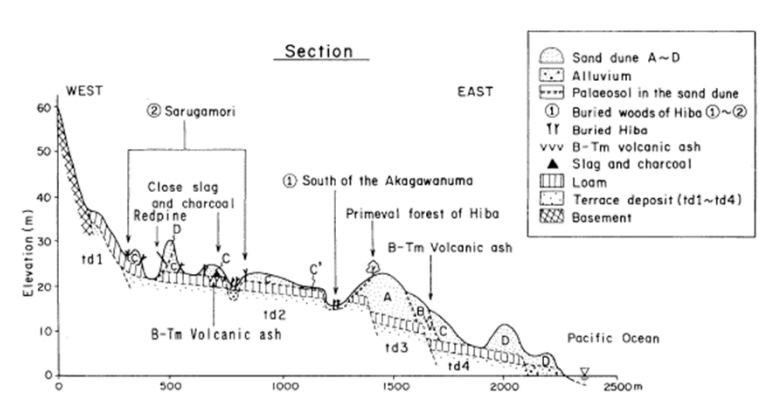 Section
WEST
EAST
② Sarugamori
Close slag
and charcoal
Redpine
① South of the Akagawanuma
Primeval forest of Hiba
B-Tm Volcanic ash
B-Tm Volcanic ash
Pacific Ocean
Elevation (m)
60
50
40
30
20
10
0
0
500
1000
1500
2000
2500m
td1
td2
td3
td4
C
D
C
C
C
C'
A
B
C
D
D
Sand dune A~D
Alluvium
Palaeosol in the sand dune
① Buried woods of Hiba ①~②
Buried Hiba
B-Tm volcanic ash
Slag and charcoal
Loam
Terrace deposit (td1~td4)
Basement